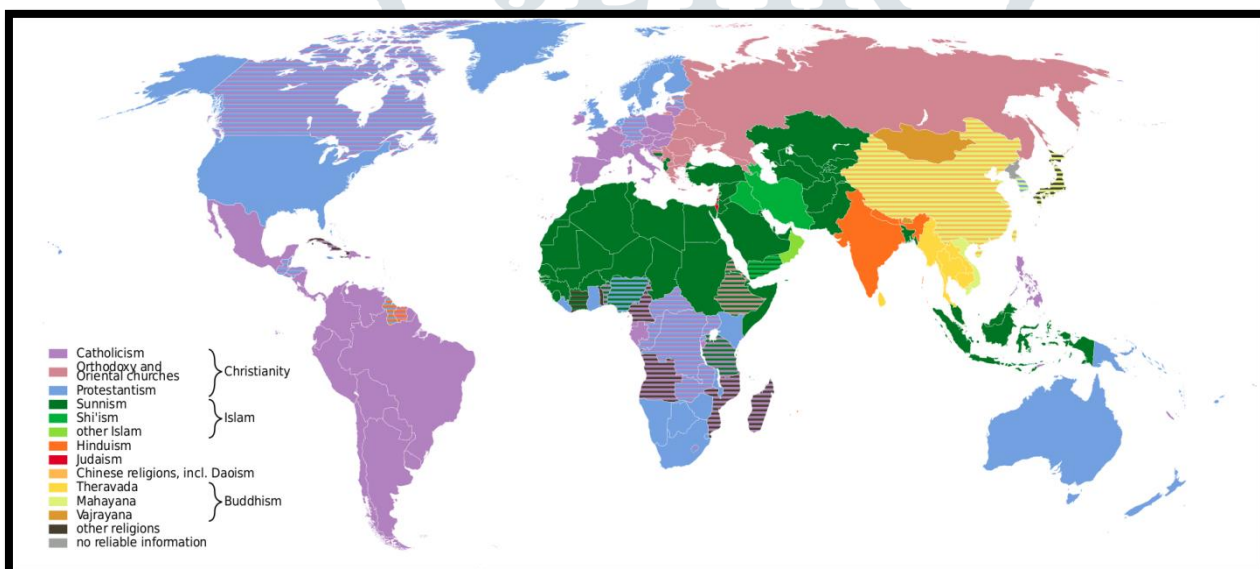 Catholicism
Orthodoxy and
Oriental churches
Christianity
Protestantism
Sunnism
Shi'ism
Islam
other Islam
Hinduism
Judaism
Chinese religions, incl. Daoism
Theravada
Mahayana
Buddhism
Vajrayana
other religions
no reliable information